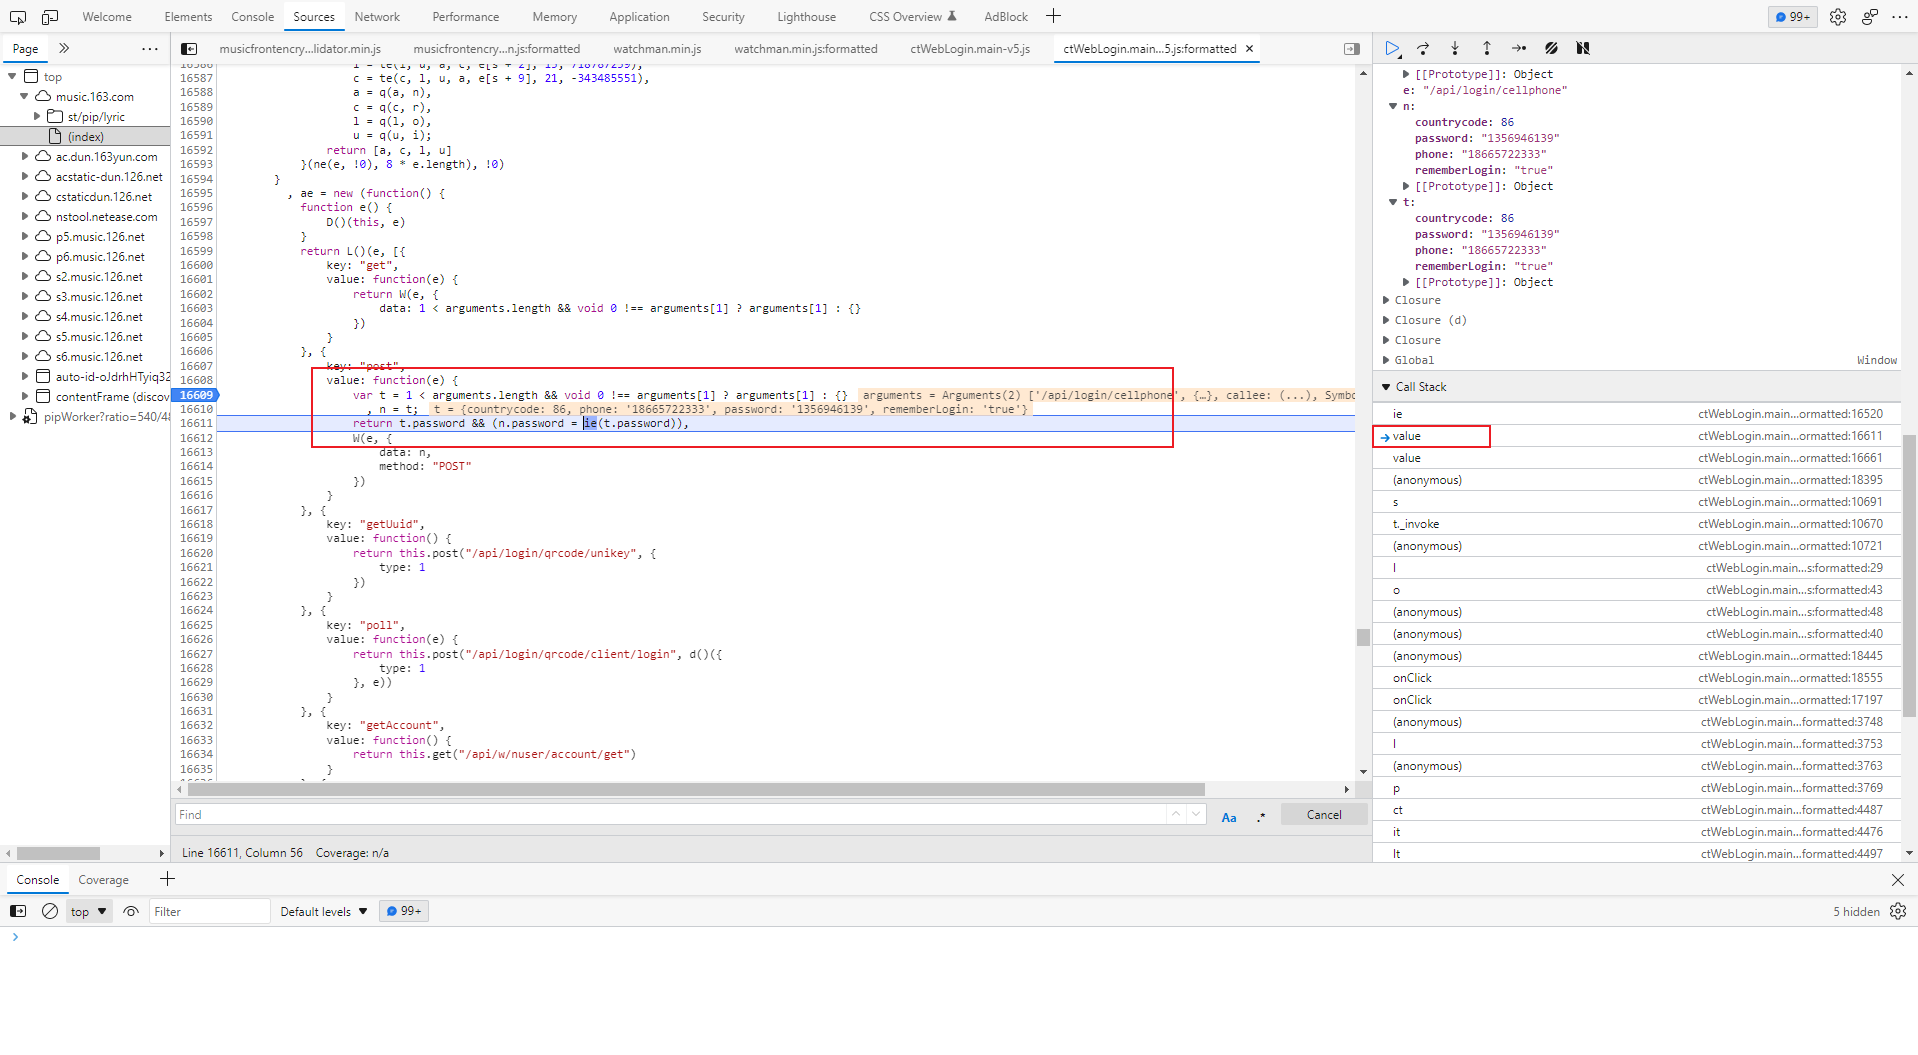 Welcome Elements Console Sources Network Performance Memory Application Security Lighthouse CSS Overview AdBlock 99+
Page
musicfrontencry...lidator.min.js musicfrontencry...n.js:formatted watchman.min.js watchman.min.js:formatted ctWebLogin.main-v5.js ctWebLogin.main...5.js:formatted
top
music.163.com
st/pip/lyric
(index)
ac.dun.163yun.com
acstatic-dun.126.net
cstaticdun.126.net
nstool.netease.com
p5.music.126.net
p6.music.126.net
s2.music.126.net
s3.music.126.net
s4.music.126.net
s5.music.126.net
s6.music.126.net
auto-id-oJdrhHTyiq32
contentFrame (discov
pipWorker?ratio=540/48
16586 l = te(l, u, a, c, e[s + 2], 15, 718787259),
16587 c = te(c, l, u, a, e[s + 9], 21, -343485551),
16588 a = q(a, n),
16589 c = q(c, r),
16590 l = q(l, o),
16591 u = q(u, i);
16592 return [a, c, l, u]
16593 }(ne(e, !0), 8 * e.length), !0)
16594 }
16595 , ae = new (function() {
16596 function e() {
16597 D()(this, e)
16598 }
16599 return L()(e, [{
16600 key: "get",
16601 value: function(e) {
16602 return W(e, {
16603 data: 1 < arguments.length && void 0 !== arguments[1] ? arguments[1] : {}
16604 })
16605 }
16606 }, {
16607 key: "post",
16608 value: function(e) {
16609 var t = 1 < arguments.length && void 0 !== arguments[1] ? arguments[1] : {} arguments = Arguments(2) ['/api/login/cellphone', {…}, callee: (...), Symbo
16610 , n = t; t = {countrycode: 86, phone: '18665722333', password: '1356946139', rememberLogin: 'true'}
16611 return t.password && (n.password = ie(t.password)),
16612 W(e, {
16613 data: n,
16614 method: "POST"
16615 })
16616 }
16617 }, {
16618 key: "getUuid",
16619 value: function() {
16620 return this.post("/api/login/qrcode/unikey", {
16621 type: 1
16622 })
16623 }
16624 }, {
16625 key: "poll",
16626 value: function(e) {
16627 return this.post("/api/login/qrcode/client/login", d()({
16628 type: 1
16629 }, e))
16630 }
16631 }, {
16632 key: "getAccount",
16633 value: function() {
16634 return this.get("/api/w/nuser/account/get")
16635 }
Find Aa .* Cancel
Line 16611, Column 56 Coverage: n/a
[[Prototype]]: Object
e: "/api/login/cellphone"
n:
countrycode: 86
password: "1356946139"
phone: "18665722333"
rememberLogin: "true"
[[Prototype]]: Object
t:
countrycode: 86
password: "1356946139"
phone: "18665722333"
rememberLogin: "true"
[[Prototype]]: Object
Closure
Closure (d)
Closure
Global Window
Call Stack
ie ctWebLogin.main...ormatted:16520
value ctWebLogin.main...ormatted:16611
value ctWebLogin.main...ormatted:16661
(anonymous) ctWebLogin.main...ormatted:18395
s ctWebLogin.main...ormatted:10691
t._invoke ctWebLogin.main...ormatted:10670
(anonymous) ctWebLogin.main...ormatted:10721
l ctWebLogin.main...s:formatted:29
o ctWebLogin.main...s:formatted:43
(anonymous) ctWebLogin.main...s:formatted:48
(anonymous) ctWebLogin.main...s:formatted:40
(anonymous) ctWebLogin.main...ormatted:18445
onClick ctWebLogin.main...ormatted:18555
onClick ctWebLogin.main...ormatted:17197
(anonymous) ctWebLogin.main...formatted:3748
l ctWebLogin.main...formatted:3753
(anonymous) ctWebLogin.main...formatted:3763
p ctWebLogin.main...formatted:3769
ct ctWebLogin.main...formatted:4487
it ctWebLogin.main...formatted:4476
lt ctWebLogin.main...formatted:4497
Console Coverage
top Filter Default levels 99+ 5 hidden